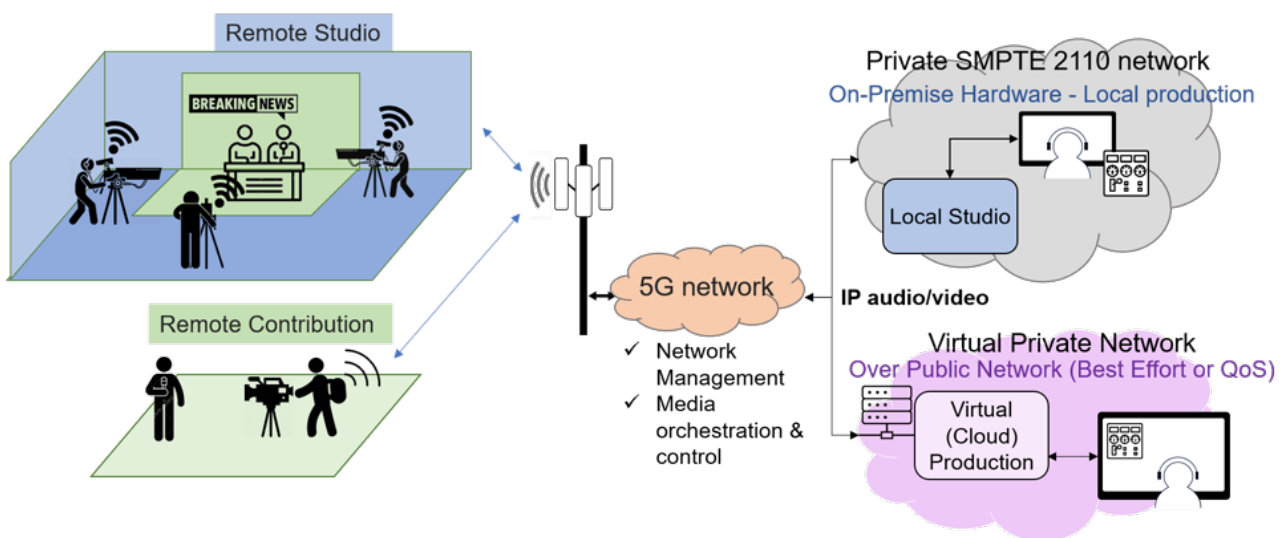 Remote Studio
BREAKING NEWS
Remote Contribution
5G network
✓ Network
Management
✓ Media
orchestration &
control
Private SMPTE 2110 network
On-Premise Hardware - Local production
Local Studio
IP audio/video
Virtual Private Network
Over Public Network (Best Effort or QoS)
Virtual
(Cloud)
Production